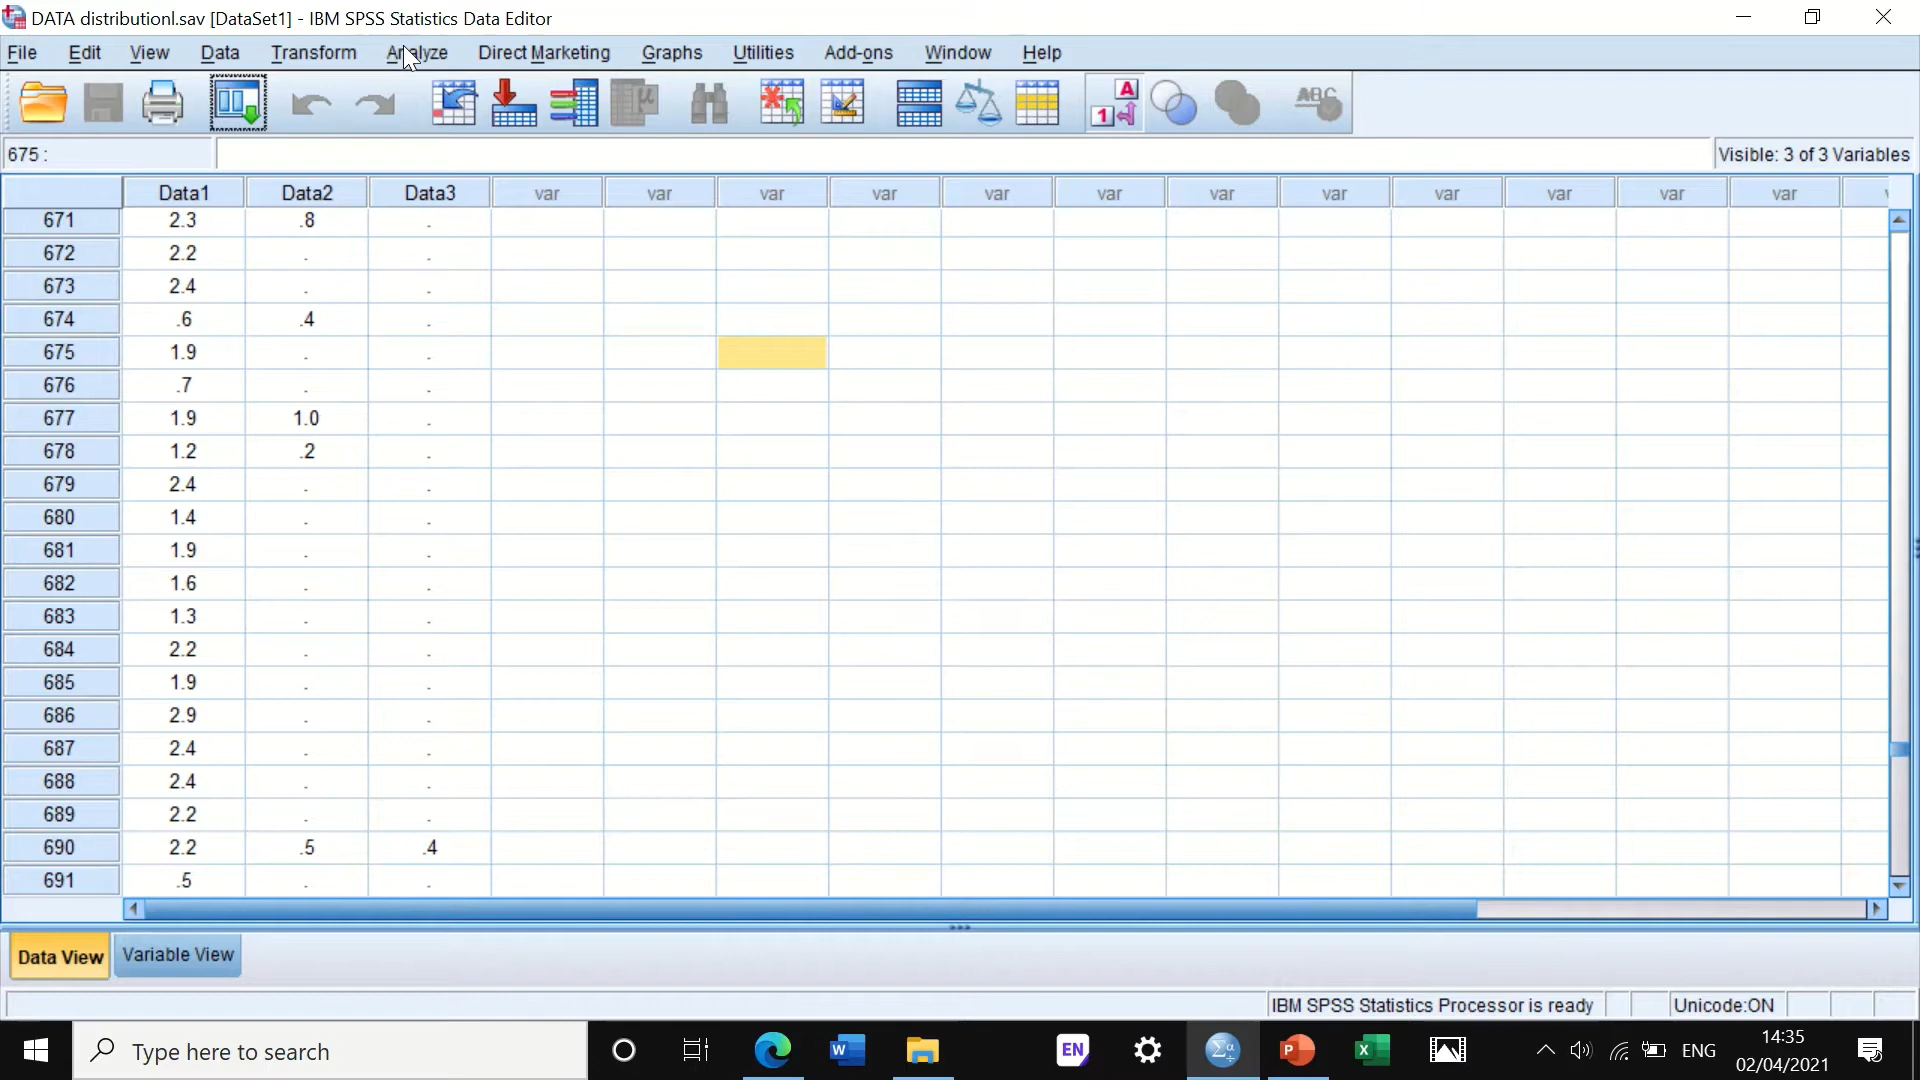 DATA distributionl.sav [DataSet1] - IBM SPSS Statistics Data Editor
File Edit View Data Transform Analyze Direct Marketing Graphs Utilities Add-ons Window Help
675 : Visible: 3 of 3 Variables
Data1 Data2 Data3 var var var var var var var var var var var var
671 2.3 .8 .
672 2.2 . .
673 2.4 . .
674 .6 .4 .
675 1.9 . .
676 .7 . .
677 1.9 1.0 .
678 1.2 .2 .
679 2.4 . .
680 1.4 . .
681 1.9 . .
682 1.6 . .
683 1.3 . .
684 2.2 . .
685 1.9 . .
686 2.9 . .
687 2.4 . .
688 2.4 . .
689 2.2 . .
690 2.2 .5 .4
691 .5 . .
Data View Variable View
IBM SPSS Statistics Processor is ready Unicode:ON
Type here to search EN ENG 14:35
02/04/2021